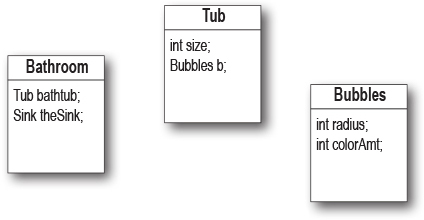 Bathroom
Tub bathtub;
Sink theSink;
Tub
int size;
Bubbles b;
Bubbles
int radius;
int colorAmt;